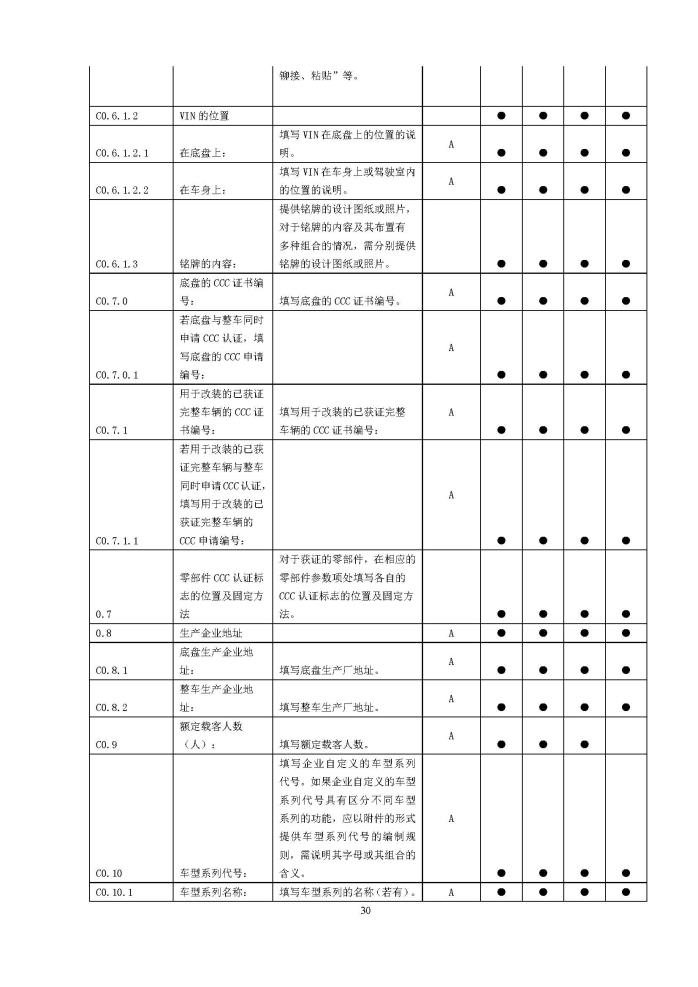 铆接、粘贴”等。
C0.6.1.2 VIN 的位置 ● ● ● ●
填写 VIN 在底盘上的位置的说
C0.6.1.2.1 在底盘上： 明。 A ● ● ● ●
填写 VIN 在车身上或驾驶室内
C0.6.1.2.2 在车身上： 的位置的说明。 A ● ● ● ●
提供铭牌的设计图纸或照片，
对于铭牌的内容及其布置有
多种组合的情况，需分别提供
C0.6.1.3 铭牌的内容： 铭牌的设计图纸或照片。 ● ● ● ●
底盘的 CCC 证书编
C0.7.0 号： 填写底盘的 CCC 证书编号。 A ● ● ● ●
若底盘与整车同时
申请 CCC 认证，填
写底盘的 CCC 申请
C0.7.0.1 编号： A ● ● ● ●
用于改装的已获证
完整车辆的 CCC 证 填写用于改装的已获证完整
C0.7.1 书编号： 车辆的 CCC 证书编号： A ● ● ● ●
若用于改装的已获
证完整车辆与整车
同时申请 CCC 认证，
填写用于改装的已
获证完整车辆的
C0.7.1.1 CCC 申请编号： A ● ● ● ●
对于获证的零部件，在相应的
零部件 CCC 认证标 零部件参数项处填写各自的
志的位置及固定方 CCC 认证标志的位置及固定方
0.7 法 法。 ● ● ● ●
0.8 生产企业地址 A ● ● ● ●
底盘生产企业地
C0.8.1 址： 填写底盘生产厂地址。 A ● ● ● ●
整车生产企业地
C0.8.2 址： 填写整车生产厂地址。 A ● ● ● ●
额定载客人数
C0.9 （人）： 填写额定载客人数。 A ● ● ●
填写企业自定义的车型系列
代号。如果企业自定义的车型
系列代号具有区分不同车型
系列的功能，应以附件的形式
提供车型系列代号的编制规
则，需说明其字母或其组合的
C0.10 车型系列代号： 含义。 A ● ● ● ●
C0.10.1 车型系列名称： 填写车型系列的名称（若有）。 A ● ● ● ●
30